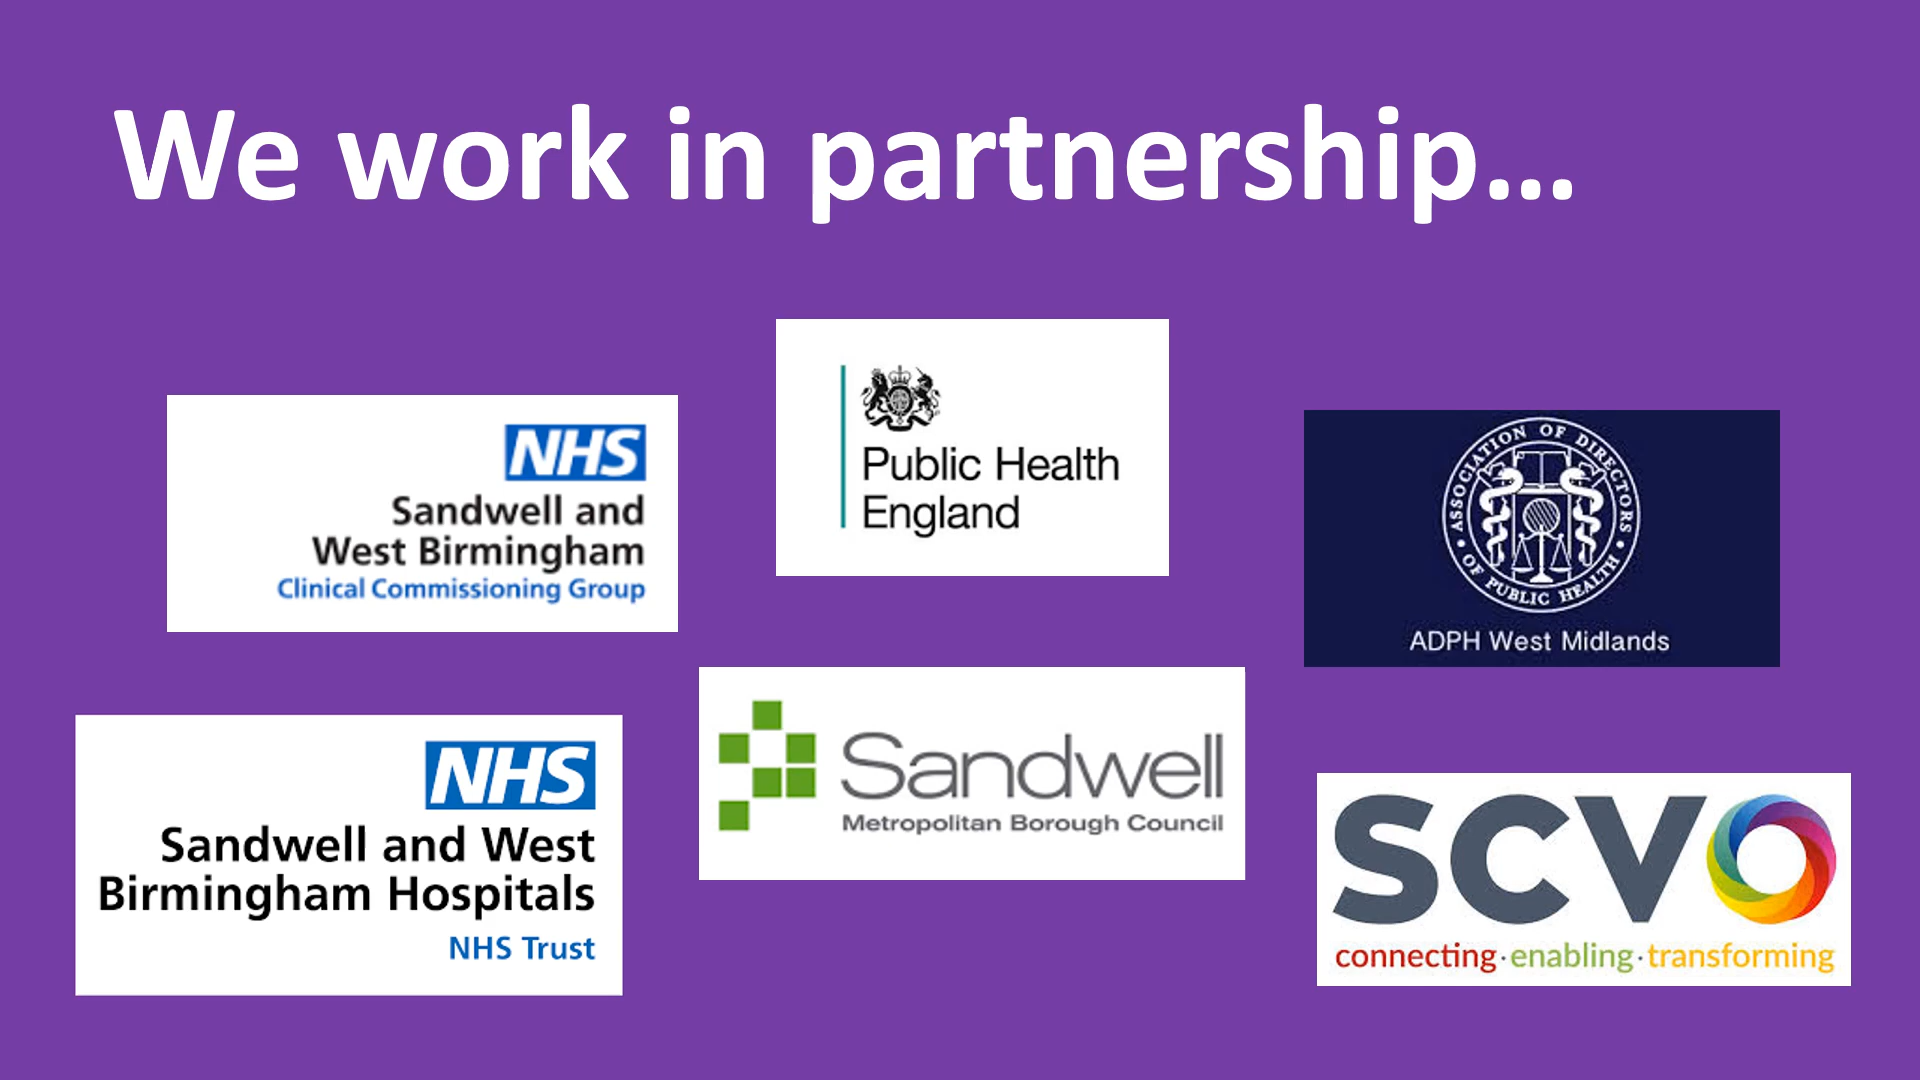 We work in partnership...
NHS
Sandwell and
West Birmingham
Clinical Commissioning Group
Public Health
England
ASSOCIATION OF DIRECTORS
• OF PUBLIC HEALTH •
ADPH West Midlands
NHS
Sandwell and West
Birmingham Hospitals
NHS Trust
Sandwell
Metropolitan Borough Council
SCVO
connecting·enabling·transforming